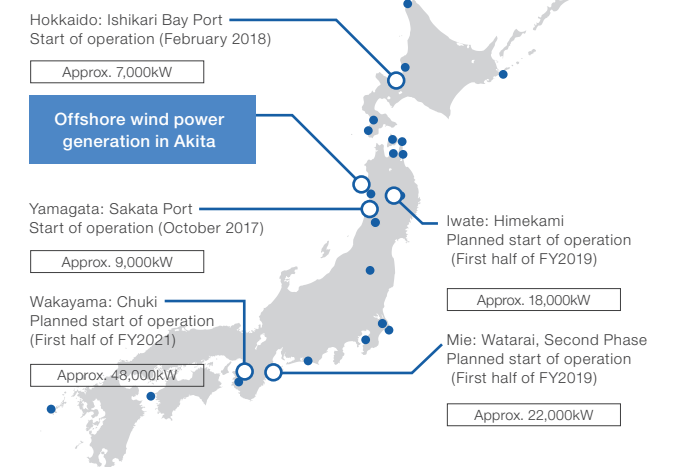 Hokkaido: Ishikari Bay Port
Start of operation (February 2018)
Approx. 7,000kW
Offshore wind power
generation in Akita
Yamagata: Sakata Port
Start of operation (October 2017)
Approx. 9,000kW
Wakayama: Chuki
Planned start of operation
(First half of FY2021)
Approx. 48,000kW
Iwate: Himekami
Planned start of operation
(First half of FY2019)
Approx. 18,000kW
Mie: Watarai, Second Phase
Planned start of operation
(First half of FY2019)
Approx. 22,000kW